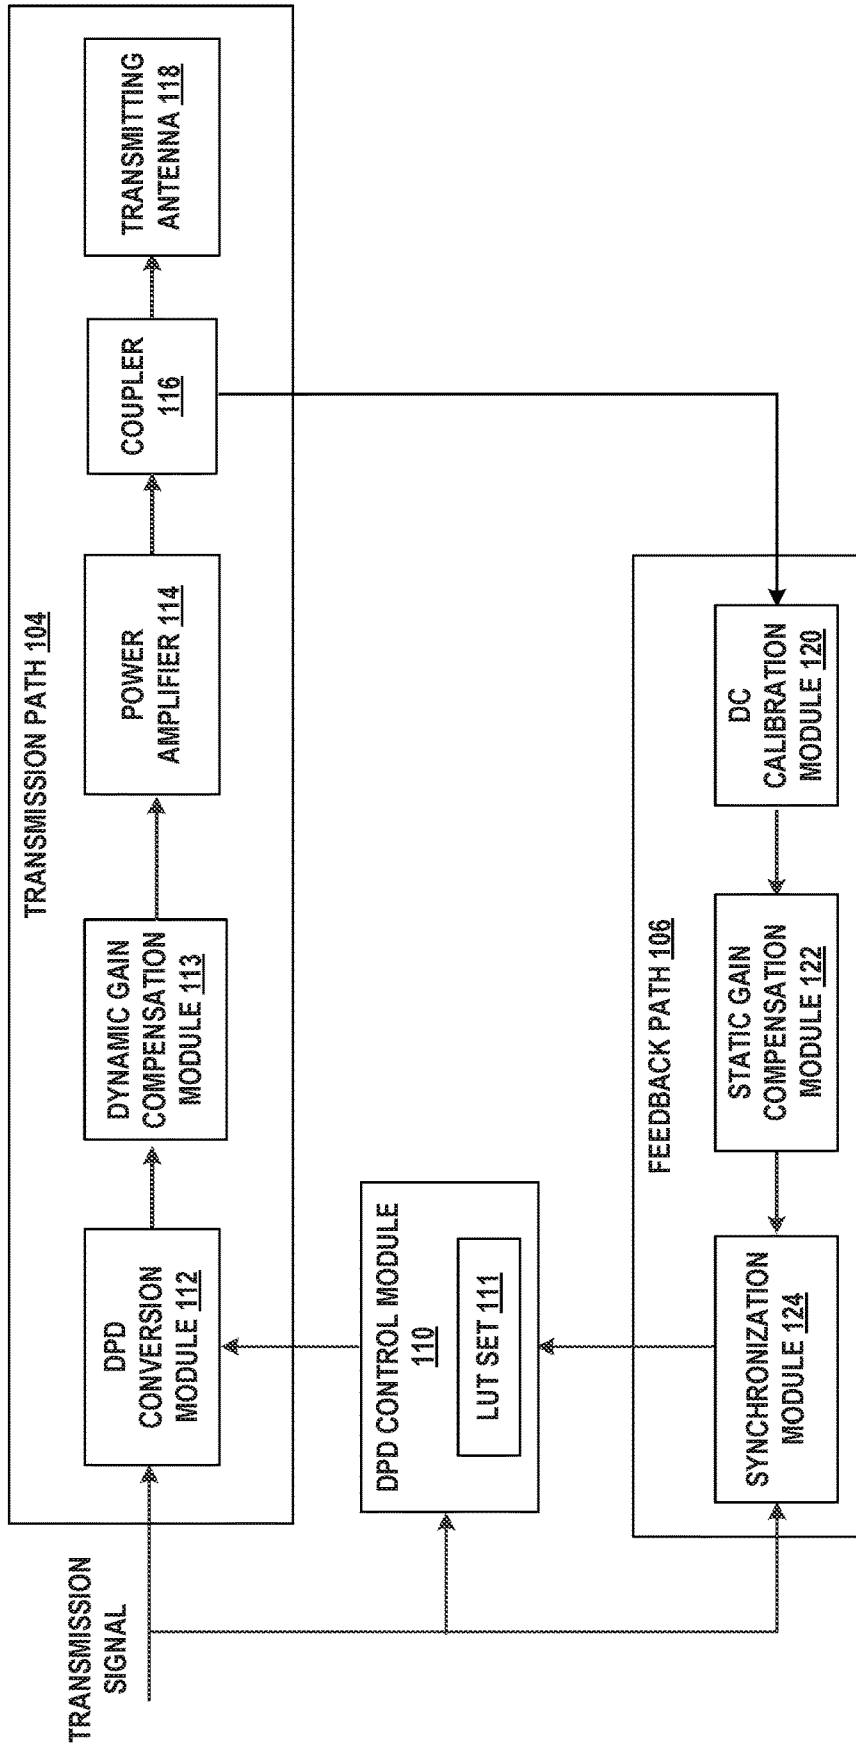 TRANSMISSION
SIGNAL
TRANSMISSION PATH 104
DPD
CONVERSION
MODULE 112
DYNAMIC GAIN
COMPENSATION
MODULE 113
POWER
AMPLIFIER 114
COUPLER
116
TRANSMITTING
ANTENNA 118
DPD CONTROL MODULE
110
LUT SET 111
FEEDBACK PATH 106
SYNCHRONIZATION
MODULE 124
STATIC GAIN
COMPENSATION
MODULE 122
DC
CALIBRATION
MODULE 120